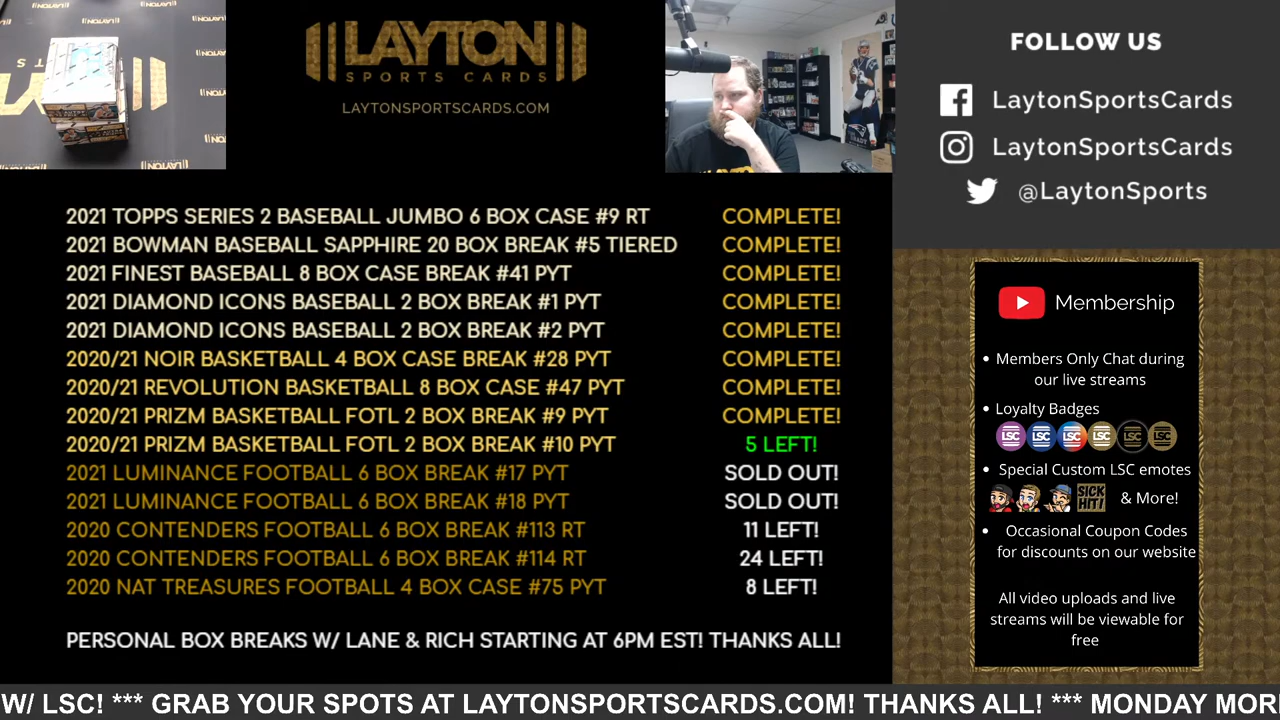 LAYTON
SPORTS CARDS
LAYTONSPORTSCARDS.COM
2021 TOPPS SERIES 2 BASEBALL JUMBO 6 BOX CASE #9 RT COMPLETE!
2021 BOWMAN BASEBALL SAPPHIRE 20 BOX BREAK #5 TIERED COMPLETE!
2021 FINEST BASEBALL 8 BOX CASE BREAK #41 PYT COMPLETE!
2021 DIAMOND ICONS BASEBALL 2 BOX BREAK #1 PYT COMPLETE!
2021 DIAMOND ICONS BASEBALL 2 BOX BREAK #2 PYT COMPLETE!
2020/21 NOIR BASKETBALL 4 BOX CASE BREAK #28 PYT COMPLETE!
2020/21 REVOLUTION BASKETBALL 8 BOX CASE #47 PYT COMPLETE!
2020/21 PRIZM BASKETBALL FOTL 2 BOX BREAK #9 PYT COMPLETE!
2020/21 PRIZM BASKETBALL FOTL 2 BOX BREAK #10 PYT 5 LEFT!
2021 LUMINANCE FOOTBALL 6 BOX BREAK #17 PYT SOLD OUT!
2021 LUMINANCE FOOTBALL 6 BOX BREAK #18 PYT SOLD OUT!
2020 CONTENDERS FOOTBALL 6 BOX BREAK #113 RT 11 LEFT!
2020 CONTENDERS FOOTBALL 6 BOX BREAK #114 RT 24 LEFT!
2020 NAT TREASURES FOOTBALL 4 BOX CASE #75 PYT 8 LEFT!
PERSONAL BOX BREAKS W/ LANE & RICH STARTING AT 6PM EST! THANKS ALL!
FOLLOW US
LaytonSportsCards
LaytonSportsCards
@LaytonSports
Membership
• Members Only Chat during
our live streams
• Loyalty Badges
LSC LSC LSC LSC LSC LSC
• Special Custom LSC emotes
SICK HIT! & More!
• Occasional Coupon Codes
for discounts on our website
All video uploads and live
streams will be viewable for
free
W/ LSC! *** GRAB YOUR SPOTS AT LAYTONSPORTSCARDS.COM! THANKS ALL! *** MONDAY MOR